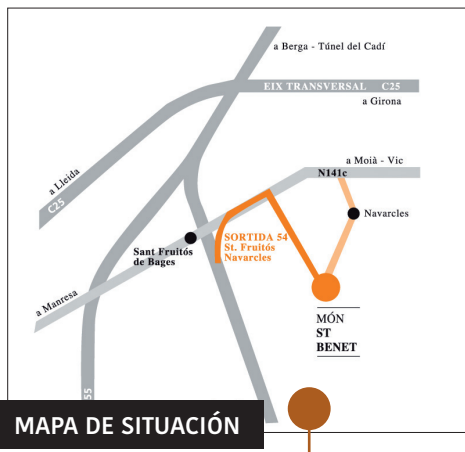 a Berga - Túnel del Cadí
EIX TRANSVERSAL C25
a Girona
a Lleida
C25
a Moià - Vic
N141c
Navarcles
SORTIDA 54
St. Fruitós
Navarcles
Sant Fruitós
de Bages
a Manresa
MÓN
ST
BENET
55
MAPA DE SITUACIÓN